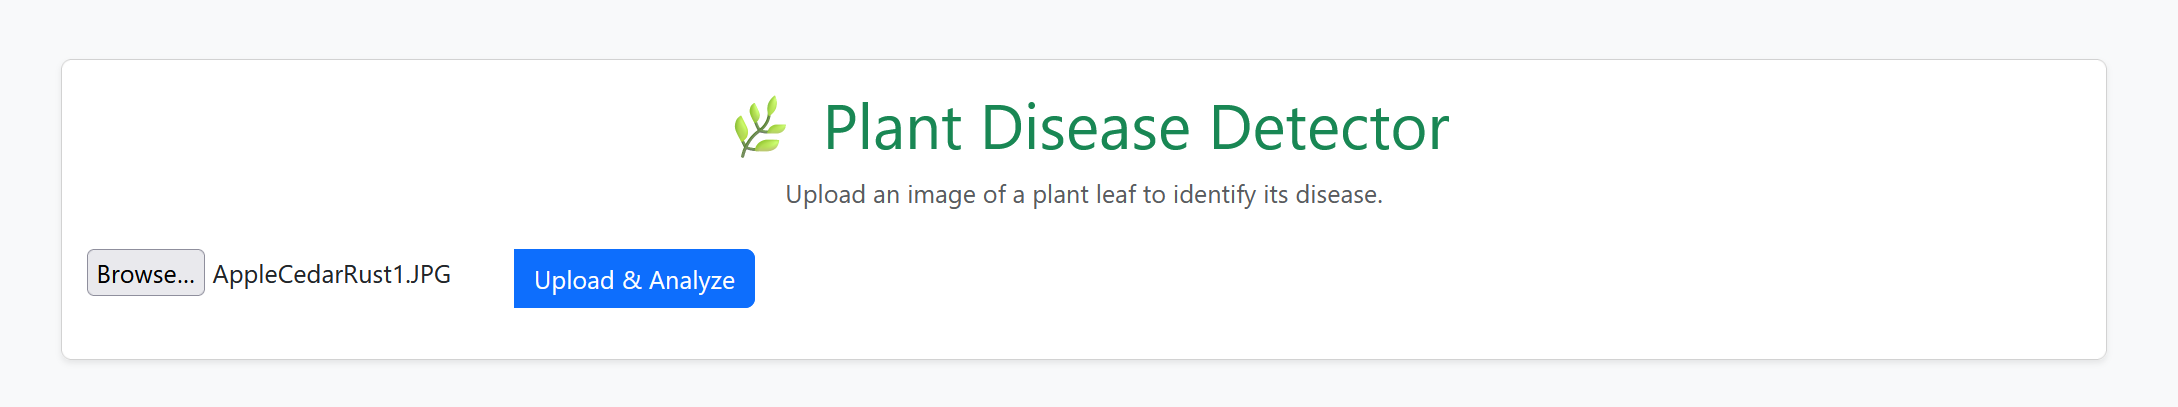 Plant Disease Detector
Upload an image of a plant leaf to identify its disease.
Browse... AppleCedarRust1.JPG Upload & Analyze